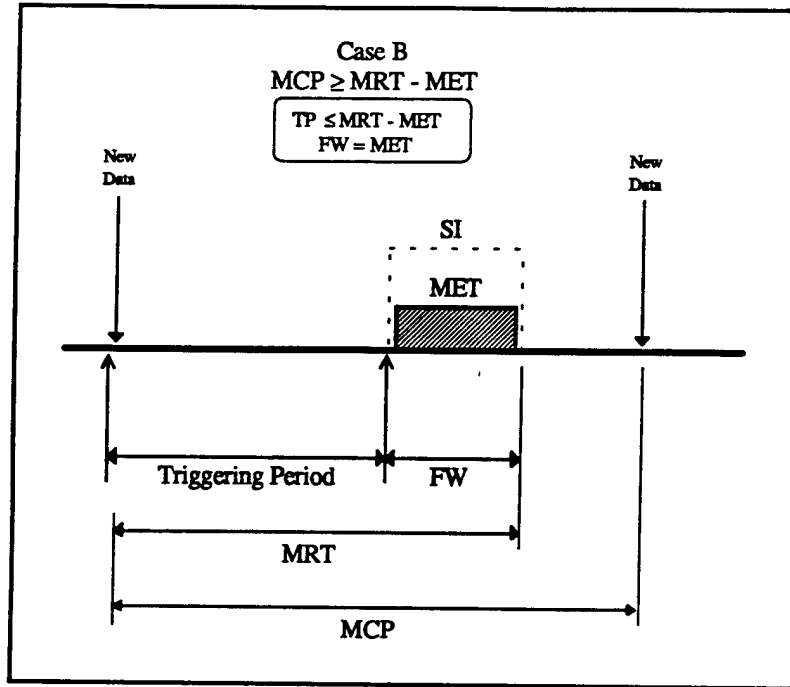 Case B
MCP ≥ MRT - MET
TP ≤ MRT - MET
FW = MET
New
Data
New
Data
SI
MET
Triggering Period
FW
MRT
MCP